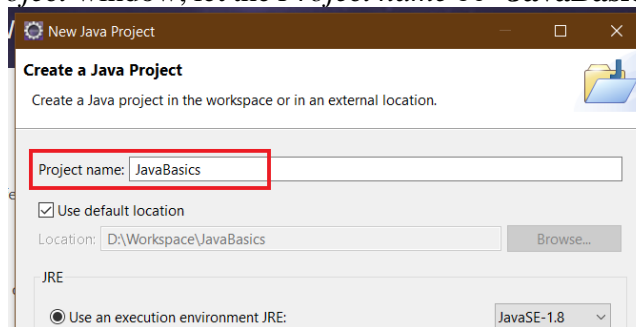 New Java Project
Create a Java Project
Create a Java project in the workspace or in an external location.
Project name: JavaBasics
Use default location
Location: D:\Workspace\JavaBasics Browse...
JRE
Use an execution environment JRE: JavaSE-1.8